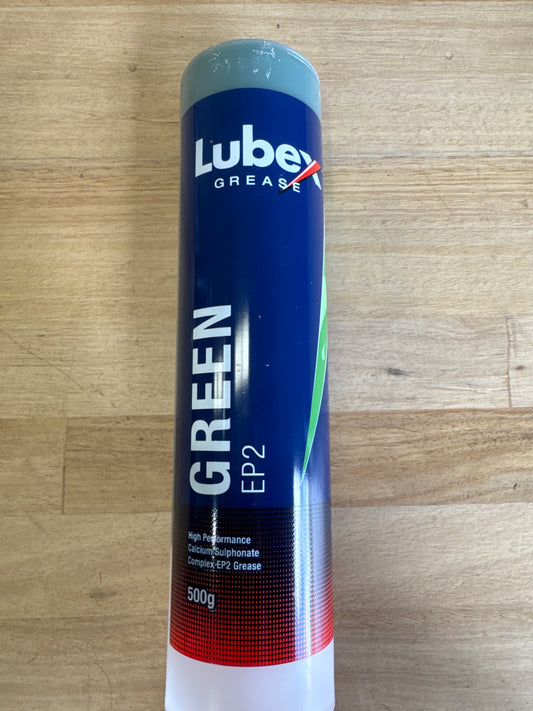 Lubex
GREASE
GREEN
EP2
High Performance
Calcium Sulphonate
Complex EP2 Grease
500g